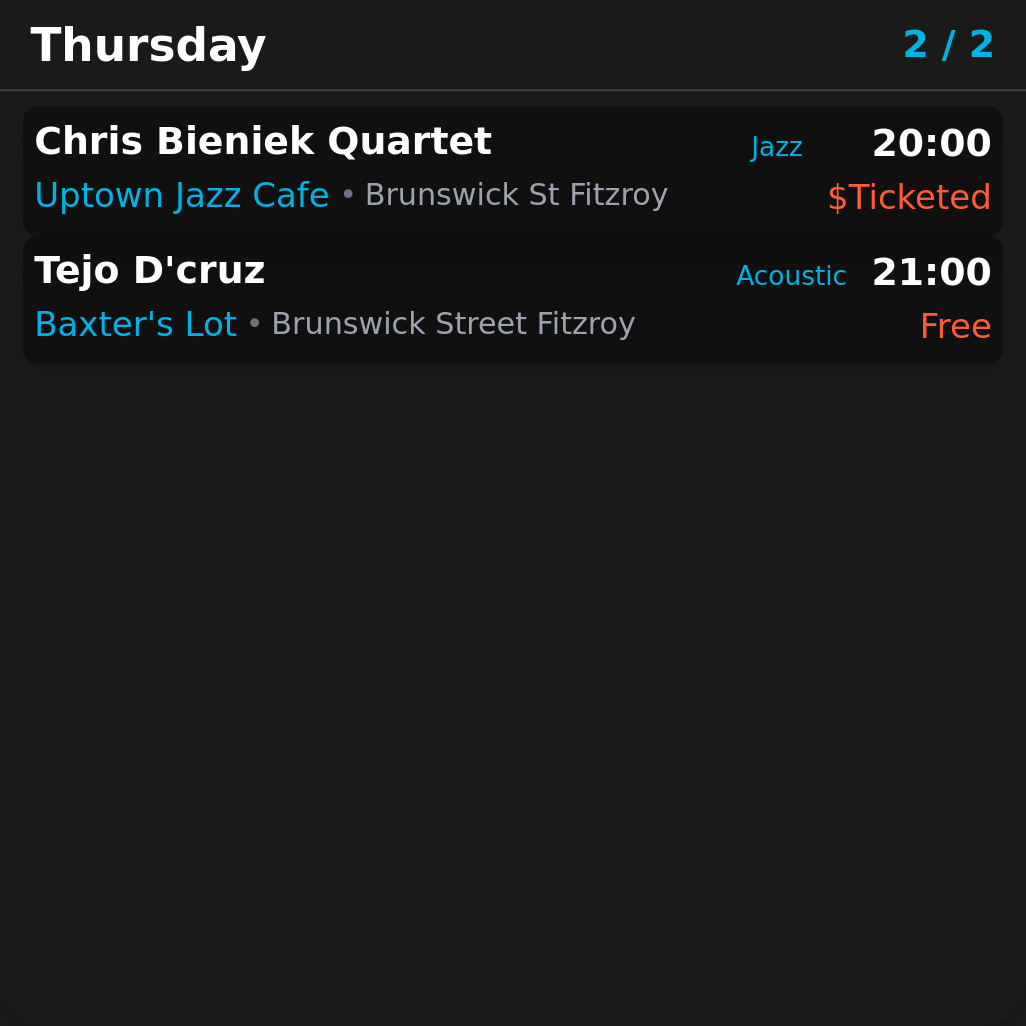 Thursday 2 / 2
Chris Bieniek Quartet Jazz 20:00
Uptown Jazz Cafe • Brunswick St Fitzroy $Ticketed
Tejo D'cruz Acoustic 21:00
Baxter's Lot • Brunswick Street Fitzroy Free